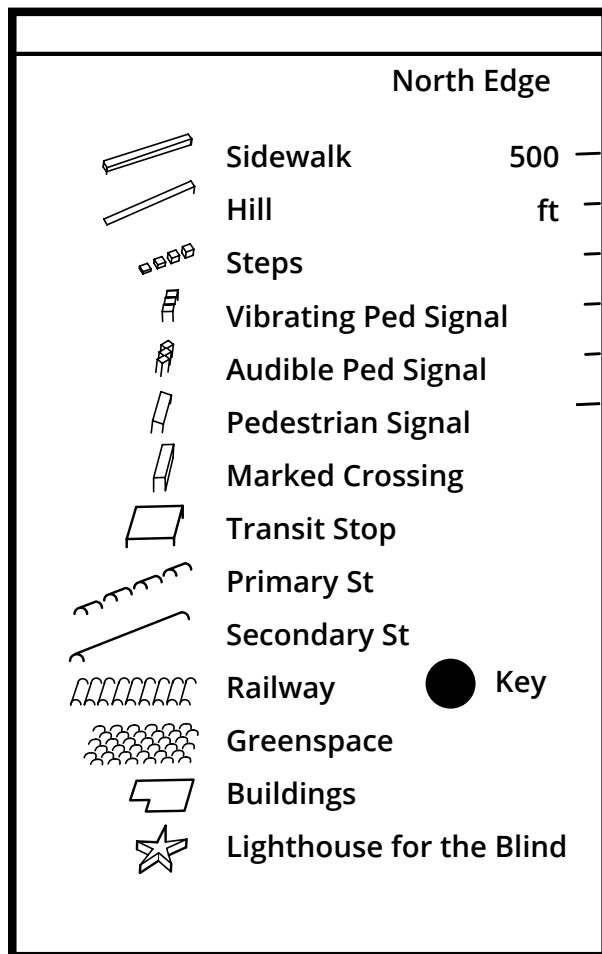 North Edge
Sidewalk 500
Hill ft
Steps
Vibrating Ped Signal
Audible Ped Signal
Pedestrian Signal
Marked Crossing
Transit Stop
Primary St
Secondary St
Railway Key
Greenspace
Buildings
Lighthouse for the Blind